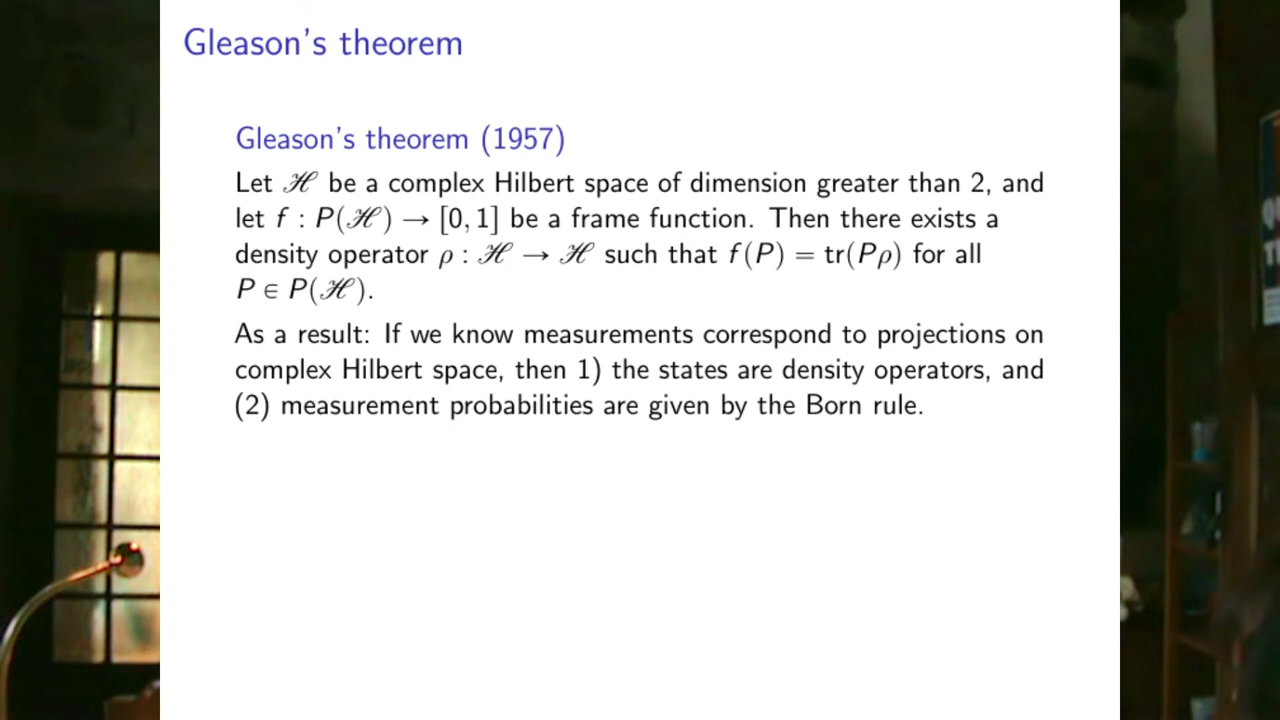 Gleason's theorem
Gleason's theorem (1957)
Let ℋ be a complex Hilbert space of dimension greater than 2, and
let f : P(ℋ) → [0, 1] be a frame function. Then there exists a
density operator ρ : ℋ → ℋ such that f(P) = tr(Pρ) for all
P ∈ P(ℋ).
As a result: If we know measurements correspond to projections on
complex Hilbert space, then 1) the states are density operators, and
(2) measurement probabilities are given by the Born rule.